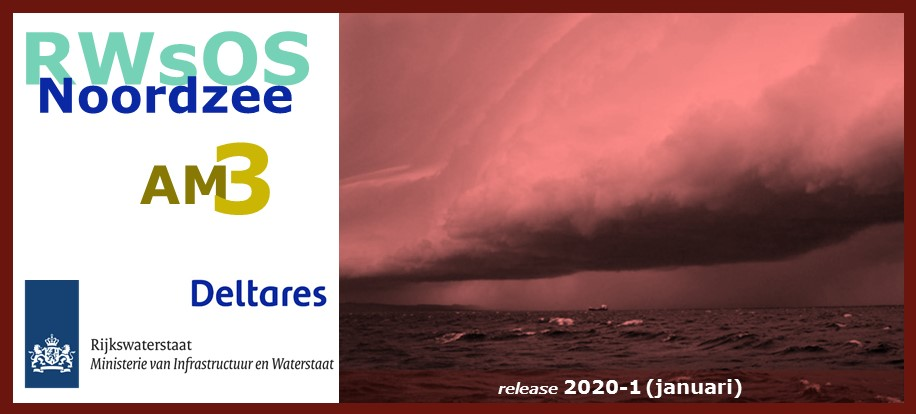 RWsOS
Noordzee
AM3
Deltares
Rijkswaterstaat
Ministerie van Infrastructuur en Waterstaat
release 2020-1 (januari)